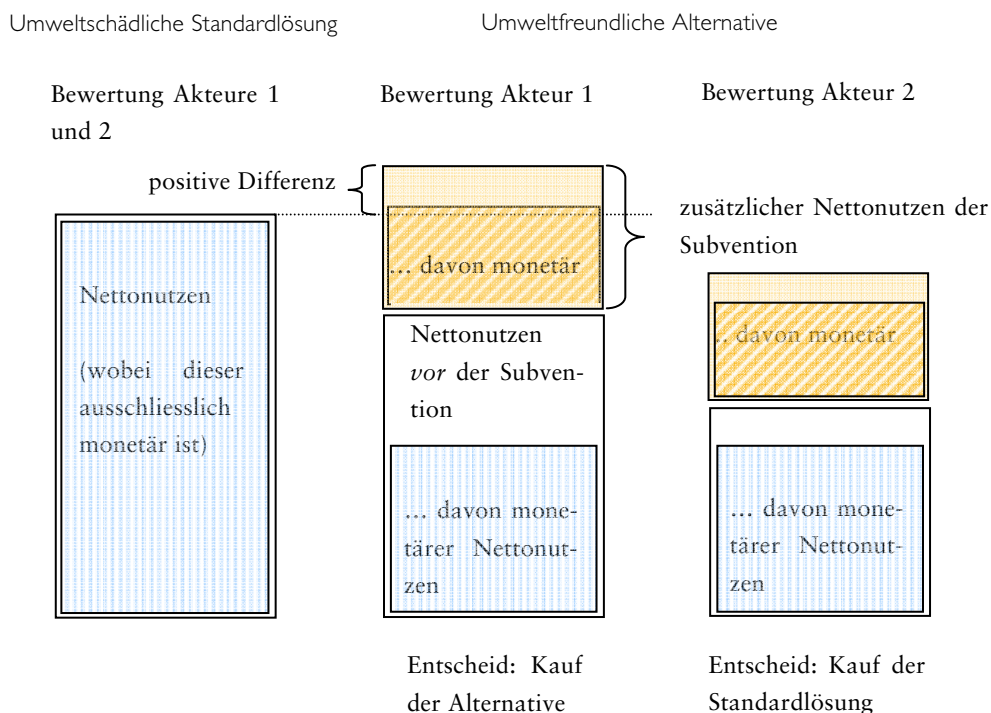 Umweltschädliche Standardlösung
Umweltfreundliche Alternative
Bewertung Akteure 1
und 2
Bewertung Akteur 1
Bewertung Akteur 2
positive Differenz
zusätzlicher Nettonutzen der
Subvention
... davon monetär
.. davon monetär
Nettonutzen
(wobei dieser
ausschliesslich
monetär ist)
Nettonutzen
vor der Subven-
tion
... davon mone-
tärer Nettonut-
zen
... davon mone-
tärer Nettonut-
zen
Entscheid: Kauf
der Alternative
Entscheid: Kauf der
Standardlösung